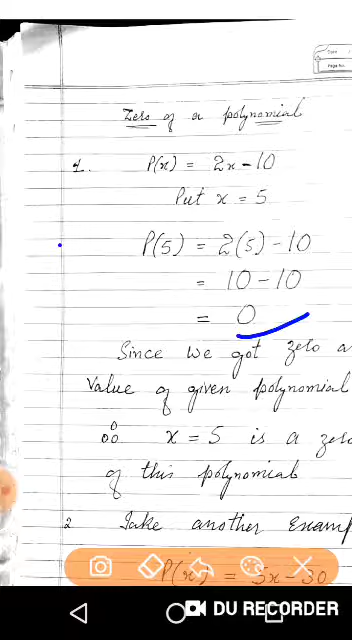 Date
Page No.
Zero of a polynomial
1. P(x) = 2x - 10
Put x = 5
P(5) = 2(5) - 10
= 10 - 10
= 0
Since we got zero a
value of given polynomial
∴ x = 5 is a zero
of this polynomial
2 Take another examp
P(x) = 3x - 30
DU RECORDER